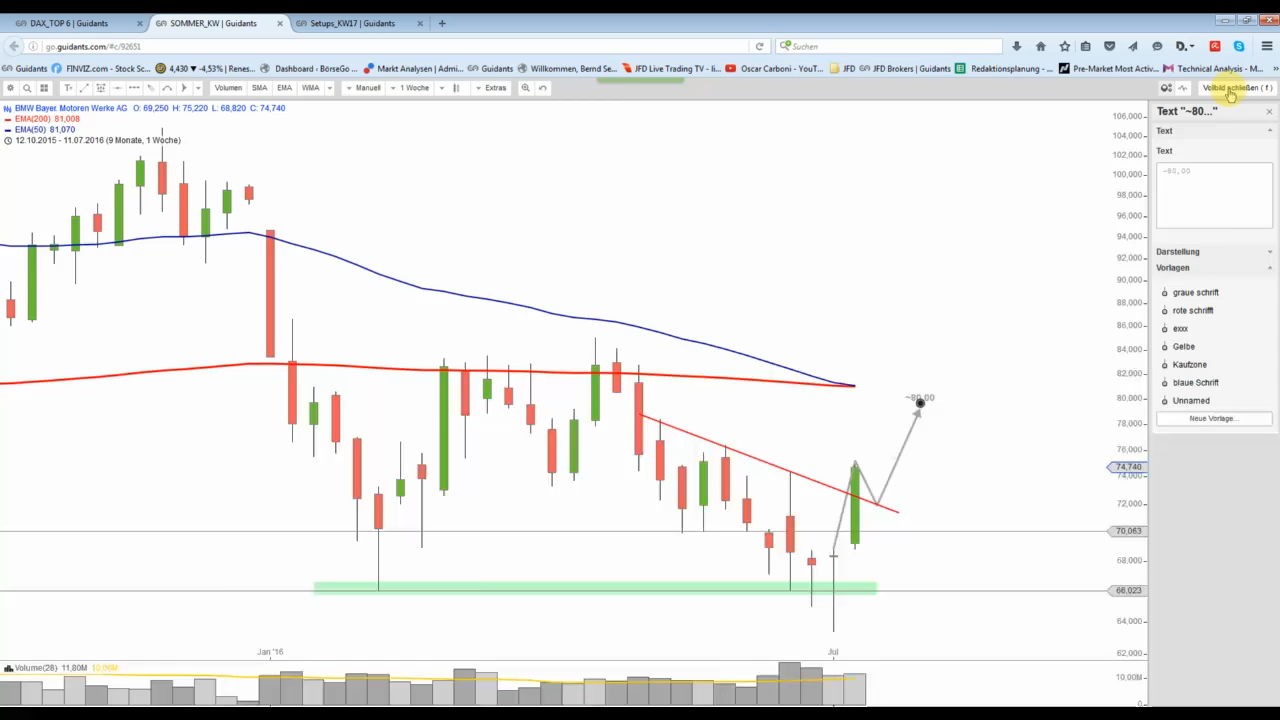 DAX_TOP 6 | Guidants
SOMMER_KW | Guidants
Setups_KW17 | Guidants
go.guidants.com/#c/92651
Suchen
Guidants
FINVIZ.com - Stock Sc...
4,430 -4,53% | Renes...
Dashboard - BörseGo ...
Markt Analysen | Admi...
Guidants
Willkommen, Bernd Se...
JFD Live Trading TV - li...
Oscar Carboni - YouT...
JFD
JFD Brokers | Guidants
Redaktionsplanung - ...
Pre-Market Most Activ...
Technical Analysis - M...
Volumen SMA EMA WMA Manuell 1 Woche Extras
Vollbild schließen ( f )
BMW Bayer. Motoren Werke AG O: 69,250 H: 75,220 L: 68,820 C: 74,740
EMA(200) 81,008
EMA(50) 81,070
12.10.2015 - 11.07.2016 (9 Monate, 1 Woche)
Text "~80..."
Text
Text
~80,00
Darstellung
Vorlagen
graue schrift
rote schrifft
exxx
Gelbe
Kaufzone
blaue Schrift
Unnamed
Neue Vorlage...
~80,00
106,000
104,000
102,000
100,000
98,000
96,000
94,000
92,000
90,000
88,000
86,000
84,000
82,000
80,000
78,000
76,000
74,740
74,000
72,000
70,063
68,000
66,023
64,000
62,000
Jan '16
Jul
Volume(28) 11,80M 10,06M
10,00M
0